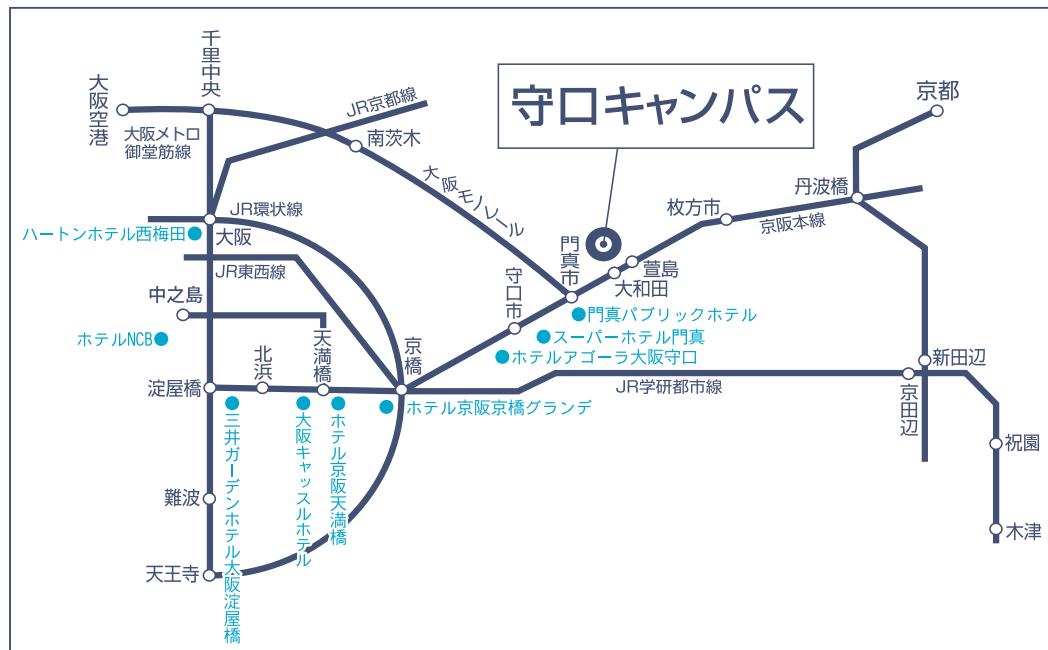 千里中央
大阪空港
大阪メトロ
御堂筋線
JR京都線
南茨木
守口キャンパス
京都
大阪モノレール
丹波橋
枚方市
京阪本線
JR環状線
ハートンホテル西梅田
大阪
JR東西線
門真市
萱島
大和田
守口市
中之島
門真パブリックホテル
スーパーホテル門真
ホテルアゴーラ大阪守口
ホテルNCB
天満橋
北浜
京橋
淀屋橋
新田辺
京田辺
JR学研都市線
ホテル京阪京橋グランデ
三井ガーデンホテル大阪淀屋橋
大阪キャッスルホテル
ホテル京阪天満橋
祝園
難波
木津
天王寺